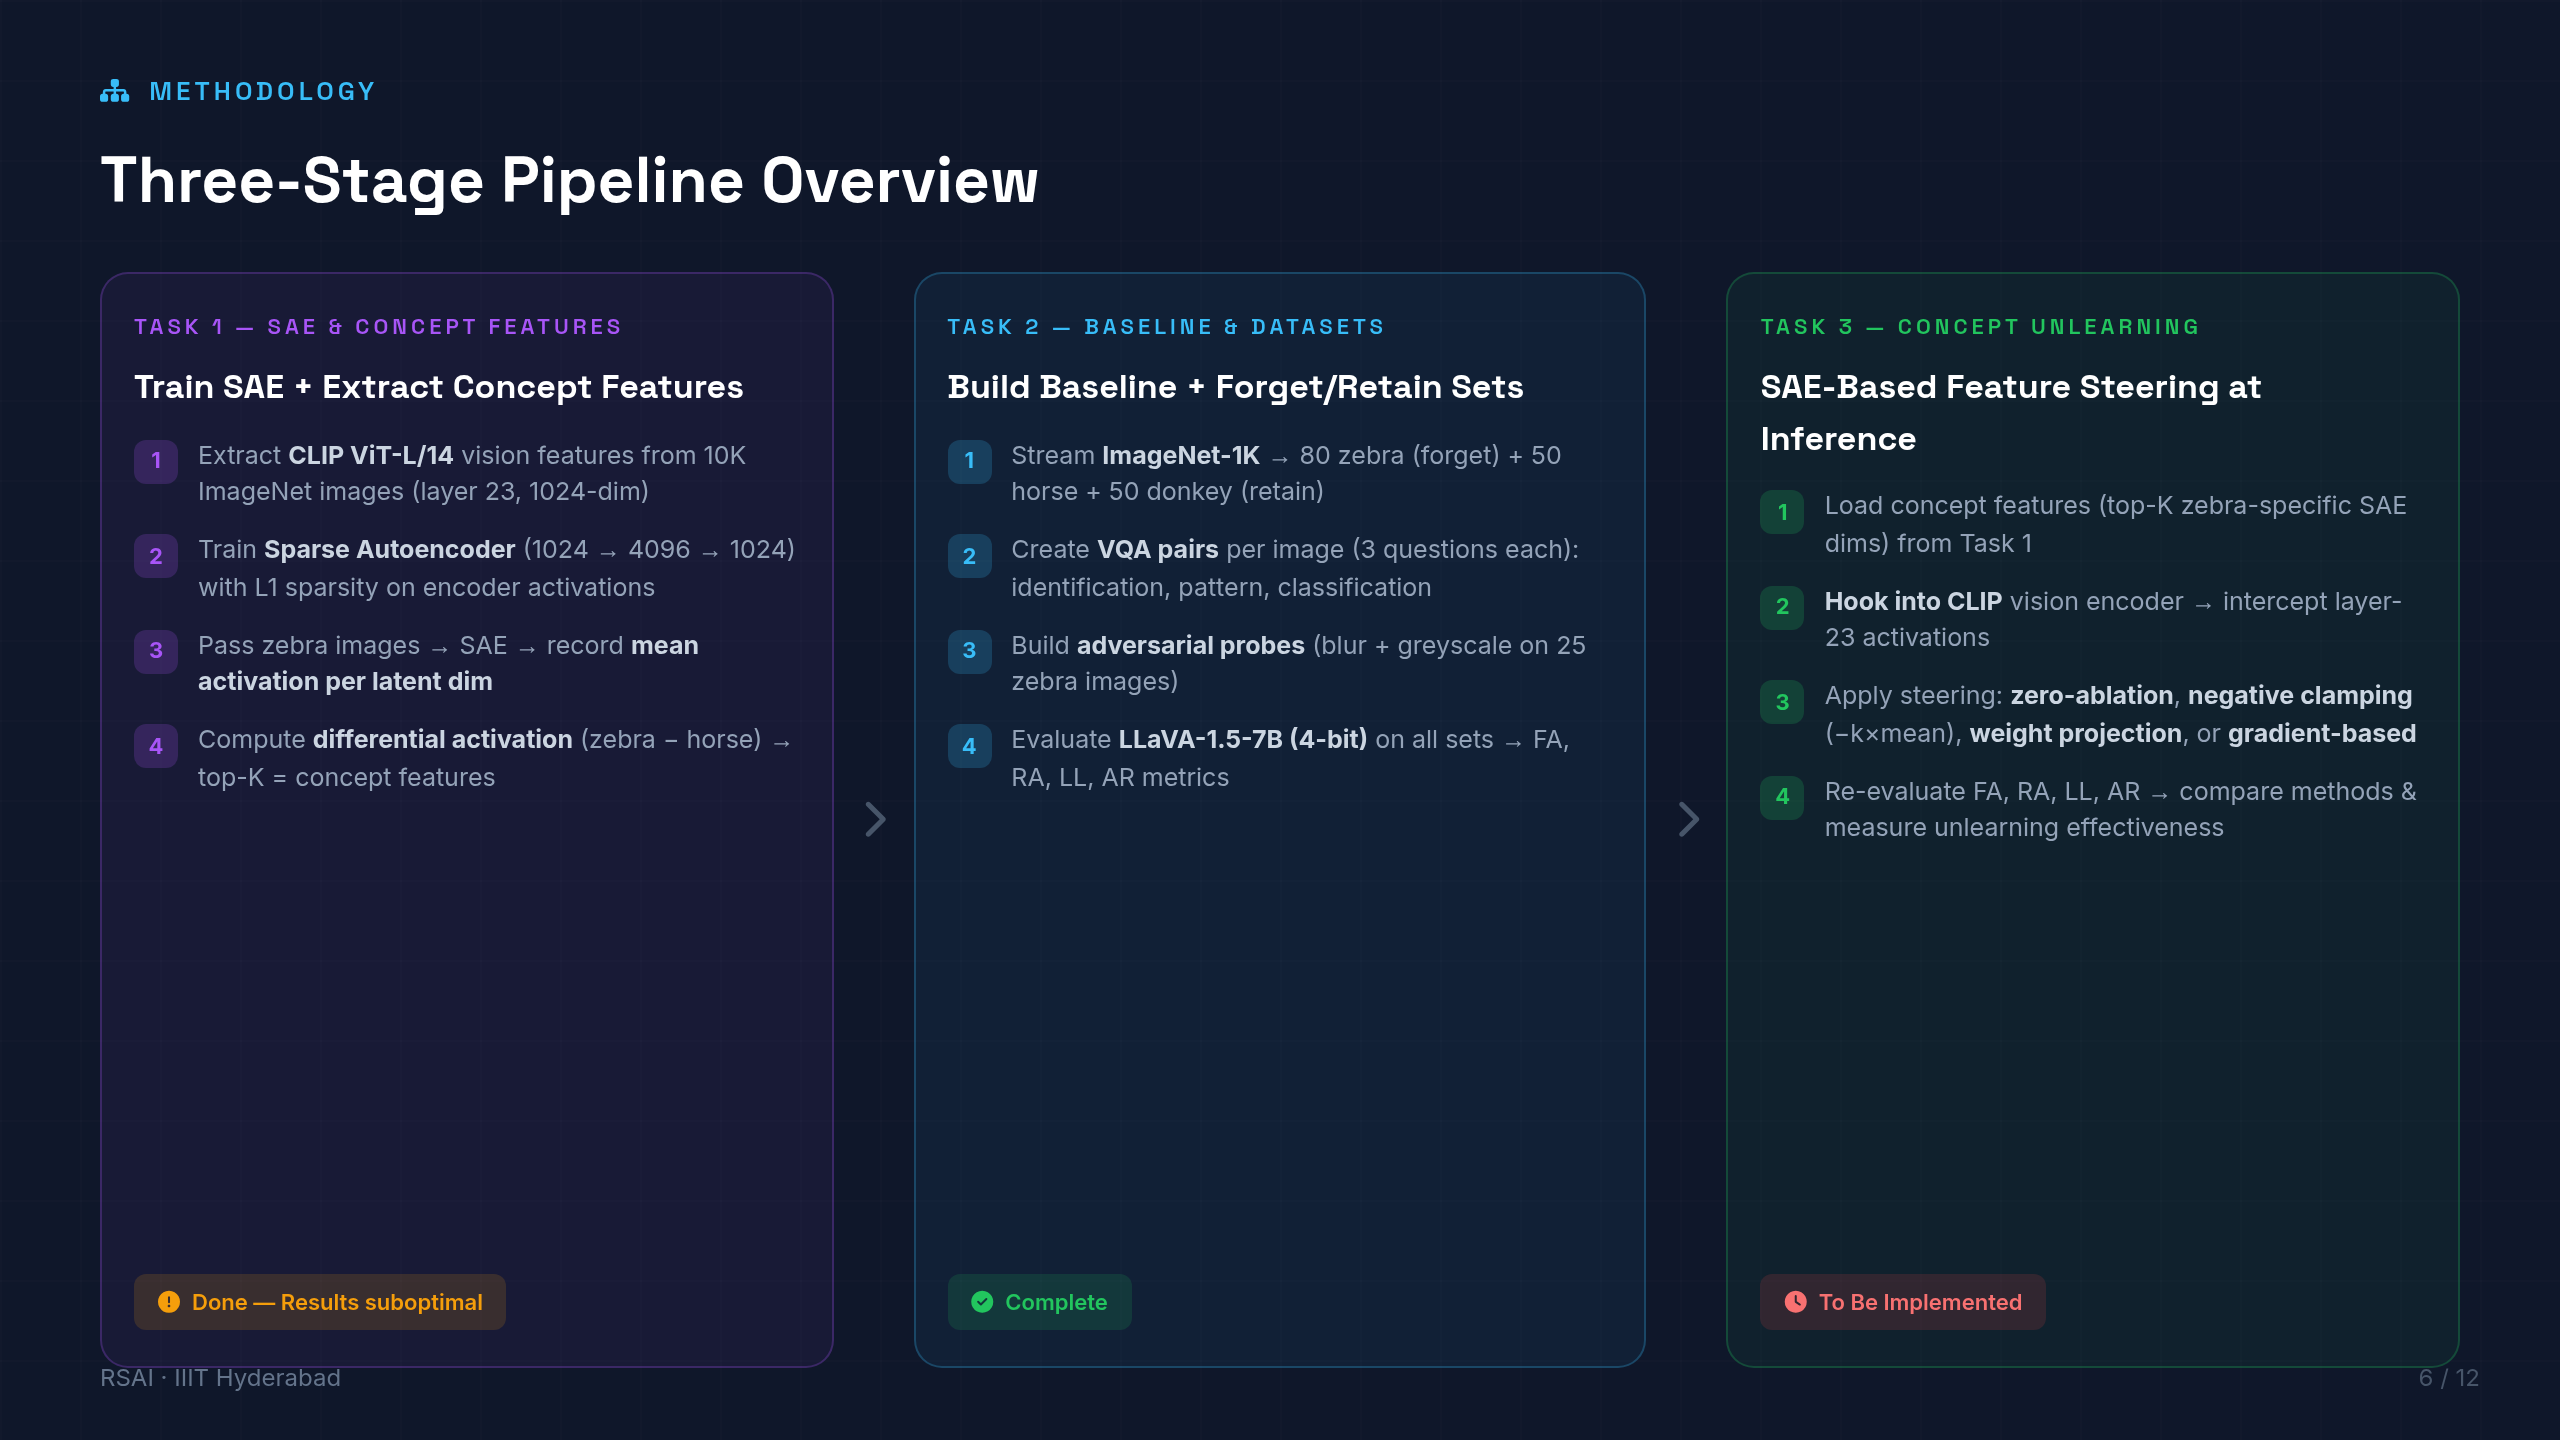 METHODOLOGY
Three-Stage Pipeline Overview
TASK 1 — SAE & CONCEPT FEATURES
Train SAE + Extract Concept Features
1
Extract CLIP ViT-L/14 vision features from 10K
ImageNet images (layer 23, 1024-dim)
2
Train Sparse Autoencoder (1024 → 4096 → 1024)
with L1 sparsity on encoder activations
3
Pass zebra images → SAE → record mean
activation per latent dim
4
Compute differential activation (zebra − horse) →
top-K = concept features
Done — Results suboptimal
TASK 2 — BASELINE & DATASETS
Build Baseline + Forget/Retain Sets
1
Stream ImageNet-1K → 80 zebra (forget) + 50
horse + 50 donkey (retain)
2
Create VQA pairs per image (3 questions each):
identification, pattern, classification
3
Build adversarial probes (blur + greyscale on 25
zebra images)
4
Evaluate LLaVA-1.5-7B (4-bit) on all sets → FA,
RA, LL, AR metrics
Complete
TASK 3 — CONCEPT UNLEARNING
SAE-Based Feature Steering at
Inference
1
Load concept features (top-K zebra-specific SAE
dims) from Task 1
2
Hook into CLIP vision encoder → intercept layer-
23 activations
3
Apply steering: zero-ablation, negative clamping
(−k×mean), weight projection, or gradient-based
4
Re-evaluate FA, RA, LL, AR → compare methods &
measure unlearning effectiveness
To Be Implemented
RSAI · IIIT Hyderabad
6 / 12